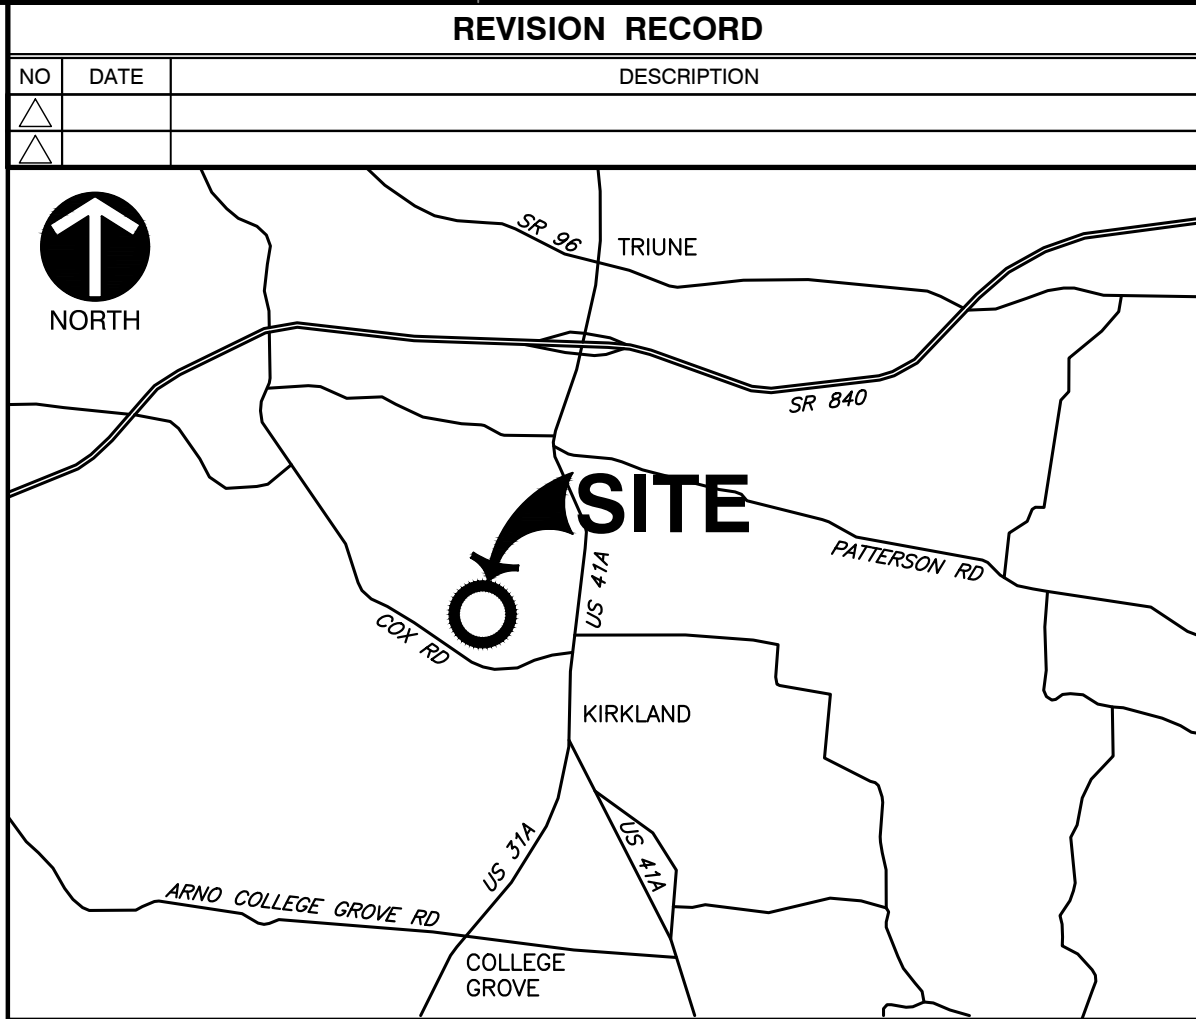 REVISION RECORD
NO DATE DESCRIPTION
SR 96
TRIUNE
NORTH
SR 840
SITE
PATTERSON RD
US 41A
COX RD
KIRKLAND
US 31A
US 41A
ARNO COLLEGE GROVE RD
COLLEGE
GROVE